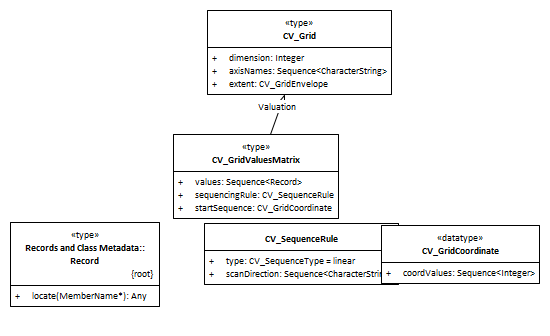 «type»
CV_Grid
+ dimension: Integer
+ axisNames: Sequence<CharacterString>
+ extent: CV_GridEnvelope
Valuation
«type»
CV_GridValuesMatrix
+ values: Sequence<Record>
+ sequencingRule: CV_SequenceRule
+ startSequence: CV_GridCoordinate
«type»
Records and Class Metadata::
Record
{root}
+ locate(MemberName*): Any
CV_SequenceRule
+ type: CV_SequenceType = linear
+ scanDirection: Sequence<CharacterStrin
«datatype»
CV_GridCoordinate
+ coordValues: Sequence<Integer>